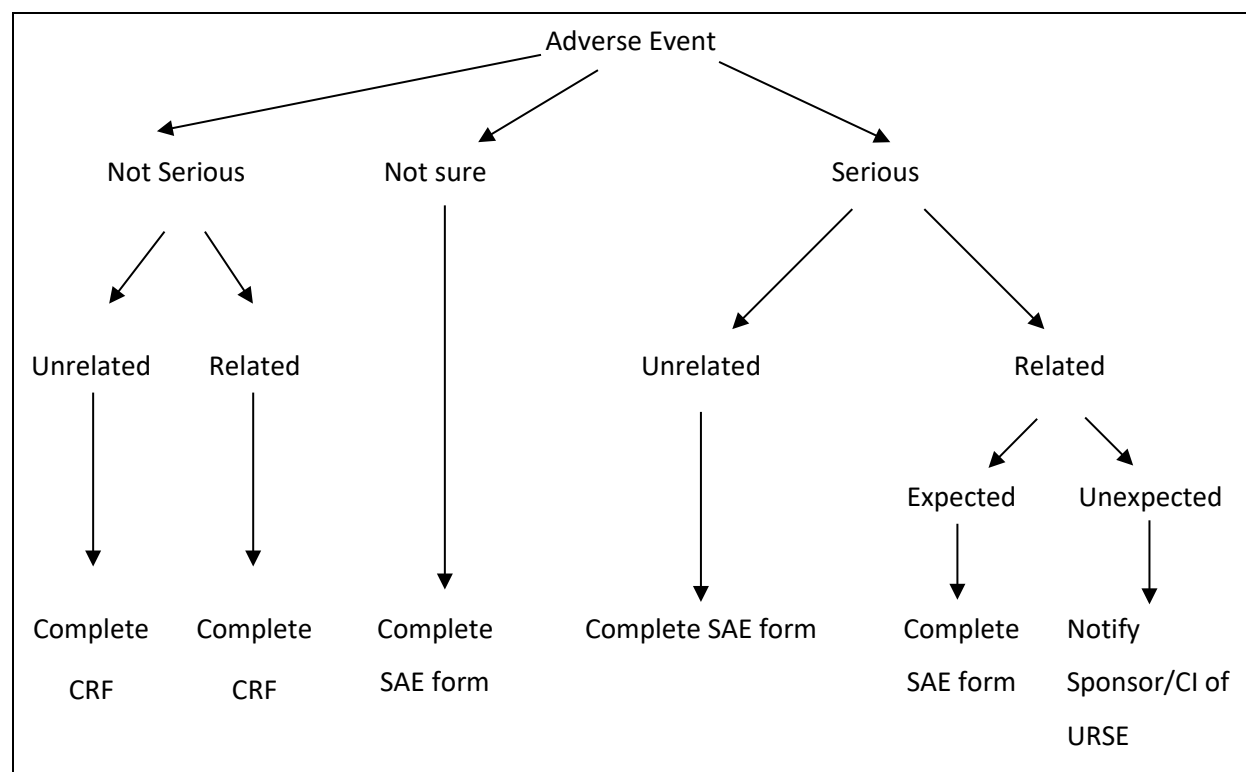 Adverse Event
Not Serious
Not sure
Serious
Unrelated
Related
Unrelated
Related
Expected
Unexpected
Complete
CRF
Complete
CRF
Complete
SAE form
Complete SAE form
Complete
SAE form
Notify
Sponsor/CI of
URSE